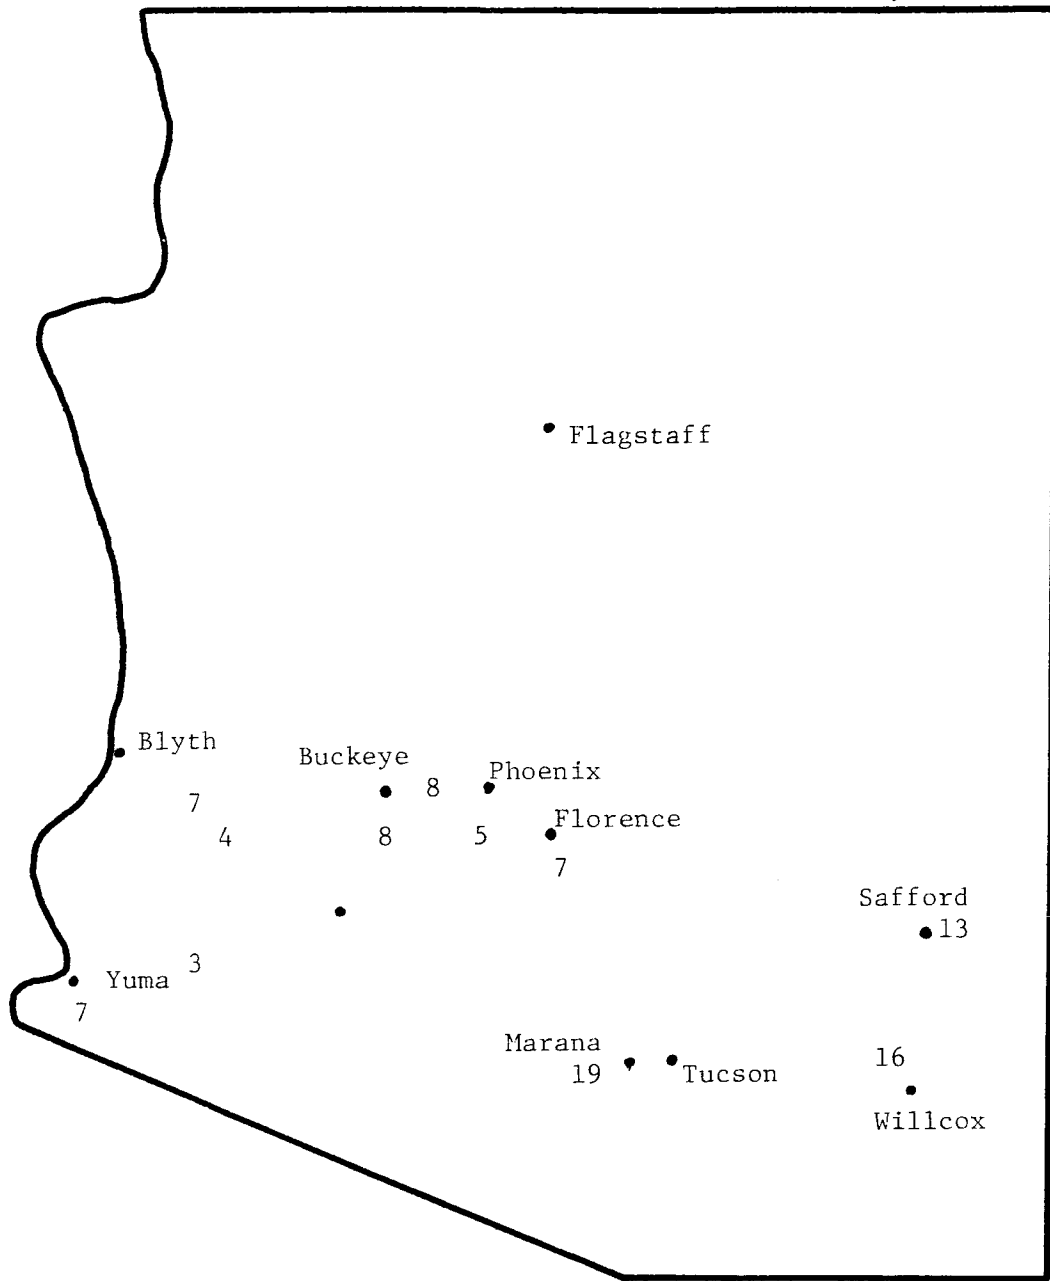 Flagstaff
Blyth
Buckeye
8
Phoenix
7
4
8
5
Florence
7
Safford
13
3
Yuma
7
Marana
19
Tucson
16
Willcox